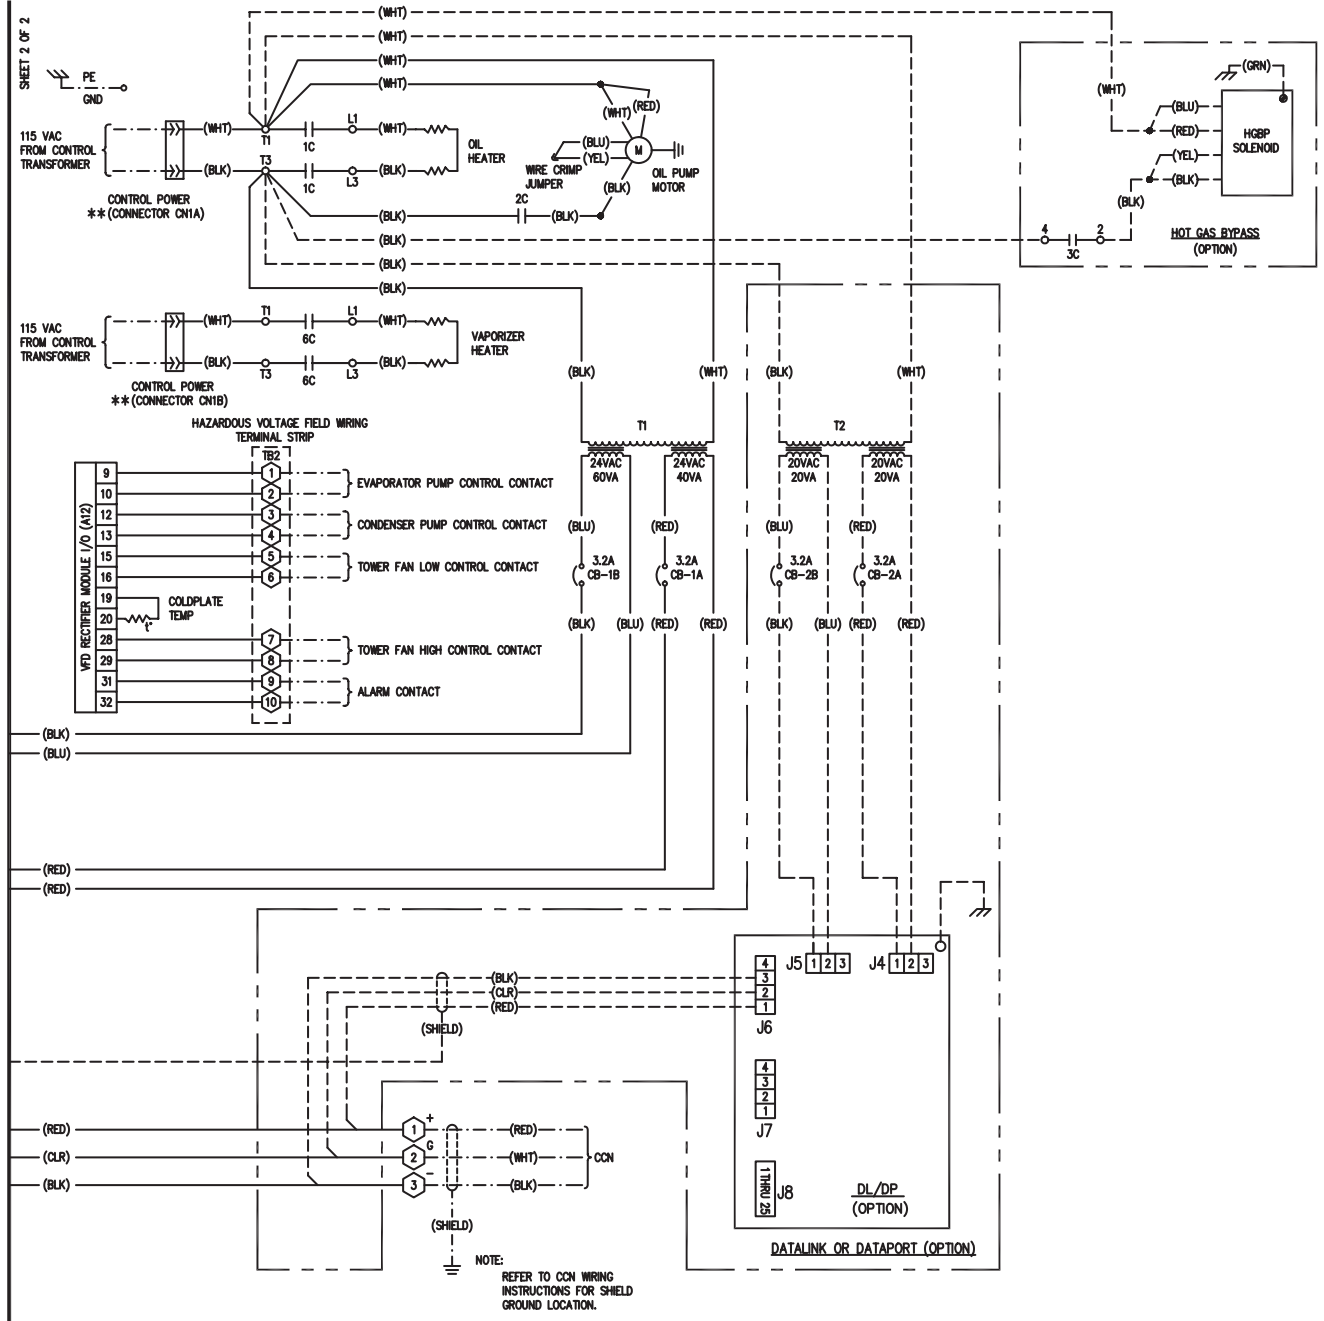 SHEET 2 OF 2
(WHT)
(WHT)
(WHT)
(WHT)
PE
GND
115 VAC
FROM CONTROL
TRANSFORMER
(WHT)
T1
1C
L1
(WHT)
OIL
HEATER
(BLK)
T3
1C
L3
(BLK)
CONTROL POWER
**(CONNECTOR CN1A)
(WHT)
(RED)
(BLU)
(YEL)
M
WIRE CRIMP
JUMPER
OIL PUMP
MOTOR
(BLK)
2C
(BLK)
(BLK)
(BLK)
(BLK)
(BLK)
(WHT)
(GRN)
(BLU)
(RED)
(YEL)
(BLK)
HGBP
SOLENOID
(BLK)
4
3C
2
HOT GAS BYPASS
(OPTION)
115 VAC
FROM CONTROL
TRANSFORMER
(WHT)
T1
6C
L1
(WHT)
VAPORIZER
HEATER
(BLK)
T3
6C
L3
(BLK)
CONTROL POWER
**(CONNECTOR CN1B)
(BLK)
(WHT)
(BLK)
(WHT)
HAZARDOUS VOLTAGE FIELD WIRING
TERMINAL STRIP
TB2
VFD RECTIFIER MODULE I/O (A12)
9
1
10
2
EVAPORATOR PUMP CONTROL CONTACT
12
3
13
4
CONDENSER PUMP CONTROL CONTACT
15
5
16
6
TOWER FAN LOW CONTROL CONTACT
19
20
t°
COLDPLATE
TEMP
28
7
29
8
TOWER FAN HIGH CONTROL CONTACT
31
9
32
10
ALARM CONTACT
T1
24VAC
60VA
24VAC
40VA
T2
20VAC
20VA
20VAC
20VA
(BLU)
(RED)
(BLU)
(RED)
3.2A
CB-1B
3.2A
CB-1A
3.2A
CB-2B
3.2A
CB-2A
(BLK)
(BLU)
(RED)
(RED)
(BLK)
(BLU)
(RED)
(RED)
(BLK)
(BLU)
(RED)
(RED)
J5
1 2 3
J4
1 2 3
(BLK)
(CLR)
(RED)
(SHIELD)
4
3
2
1
J6
4
3
2
1
J7
1 THRU 25
J8
DL/DP
(OPTION)
DATALINK OR DATAPORT (OPTION)
(RED)
1
+
(RED)
(CLR)
2
G
(WHT)
CCN
(BLK)
3
-
(BLK)
(SHIELD)
NOTE:
REFER TO CCN WIRING
INSTRUCTIONS FOR SHIELD
GROUND LOCATION.